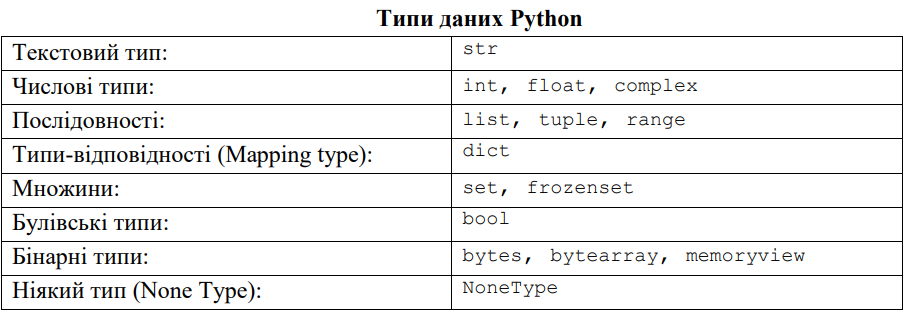 Типи даних Python
Текстовий тип: str
Числові типи: int, float, complex
Послідовності: list, tuple, range
Типи-відповідності (Mapping type): dict
Множини: set, frozenset
Булівські типи: bool
Бінарні типи: bytes, bytearray, memoryview
Ніякий тип (None Type): NoneType